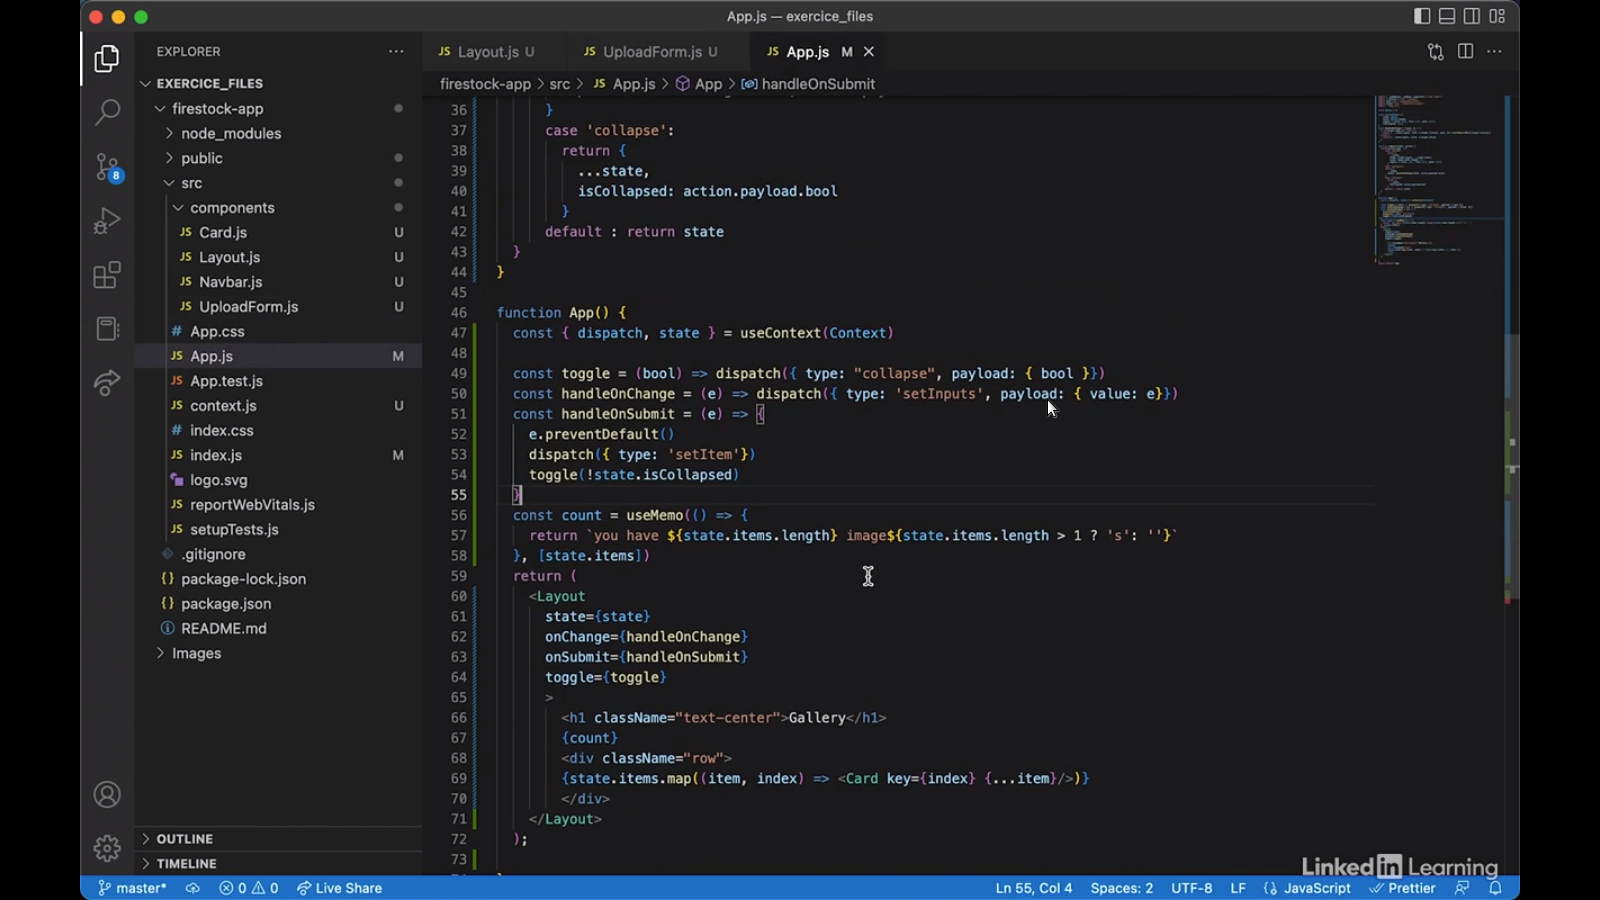 App.js — exercice_files
EXPLORER
EXERCICE_FILES
firestock-app
node_modules
public
src
components
JS Card.js U
JS Layout.js U
JS Navbar.js U
JS UploadForm.js U
# App.css
JS App.js M
JS App.test.js
JS context.js U
# index.css
JS index.js M
logo.svg
JS reportWebVitals.js
JS setupTests.js
.gitignore
{} package-lock.json
{} package.json
README.md
Images
OUTLINE
TIMELINE
8
JS Layout.js U
JS UploadForm.js U
JS App.js M
firestock-app > src > JS App.js > App > handleOnSubmit
36 }
37 case 'collapse':
38 return {
39 ...state,
40 isCollapsed: action.payload.bool
41 }
42 default : return state
43 }
44 }
45
46 function App() {
47 const { dispatch, state } = useContext(Context)
48
49 const toggle = (bool) => dispatch({ type: "collapse", payload: { bool }})
50 const handleOnChange = (e) => dispatch({ type: 'setInputs', payload: { value: e}})
51 const handleOnSubmit = (e) => {
52 e.preventDefault()
53 dispatch({ type: 'setItem'})
54 toggle(!state.isCollapsed)
55 }
56 const count = useMemo(() => {
57 return `you have ${state.items.length} image${state.items.length > 1 ? 's': ''}`
58 }, [state.items])
59 return (
60 <Layout
61 state={state}
62 onChange={handleOnChange}
63 onSubmit={handleOnSubmit}
64 toggle={toggle}
65 >
66 <h1 className="text-center">Gallery</h1>
67 {count}
68 <div className="row">
69 {state.items.map((item, index) => <Card key={index} {...item}/>)}
70 </div>
71 </Layout>
72 );
73
LinkedIn Learning
master* 0 0 Live Share
Ln 55, Col 4 Spaces: 2 UTF-8 LF {} JavaScript Prettier